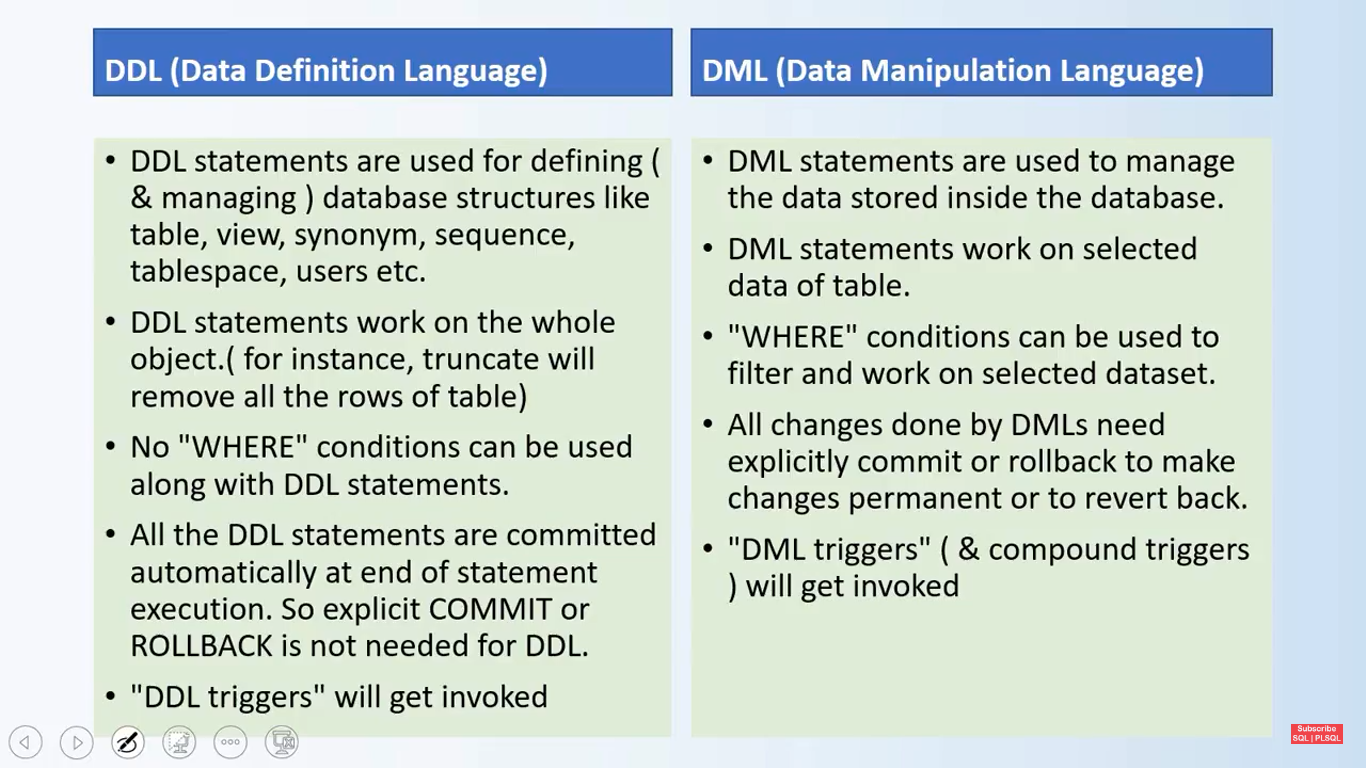 DDL (Data Definition Language)
• DDL statements are used for defining (
& managing ) database structures like
table, view, synonym, sequence,
tablespace, users etc.
• DDL statements work on the whole
object.( for instance, truncate will
remove all the rows of table)
• No "WHERE" conditions can be used
along with DDL statements.
• All the DDL statements are committed
automatically at end of statement
execution. So explicit COMMIT or
ROLLBACK is not needed for DDL.
• "DDL triggers" will get invoked
DML (Data Manipulation Language)
• DML statements are used to manage
the data stored inside the database.
• DML statements work on selected
data of table.
• "WHERE" conditions can be used to
filter and work on selected dataset.
• All changes done by DMLs need
explicitly commit or rollback to make
changes permanent or to revert back.
• "DML triggers" ( & compound triggers
) will get invoked
Subscribe
SQL | PLSQL